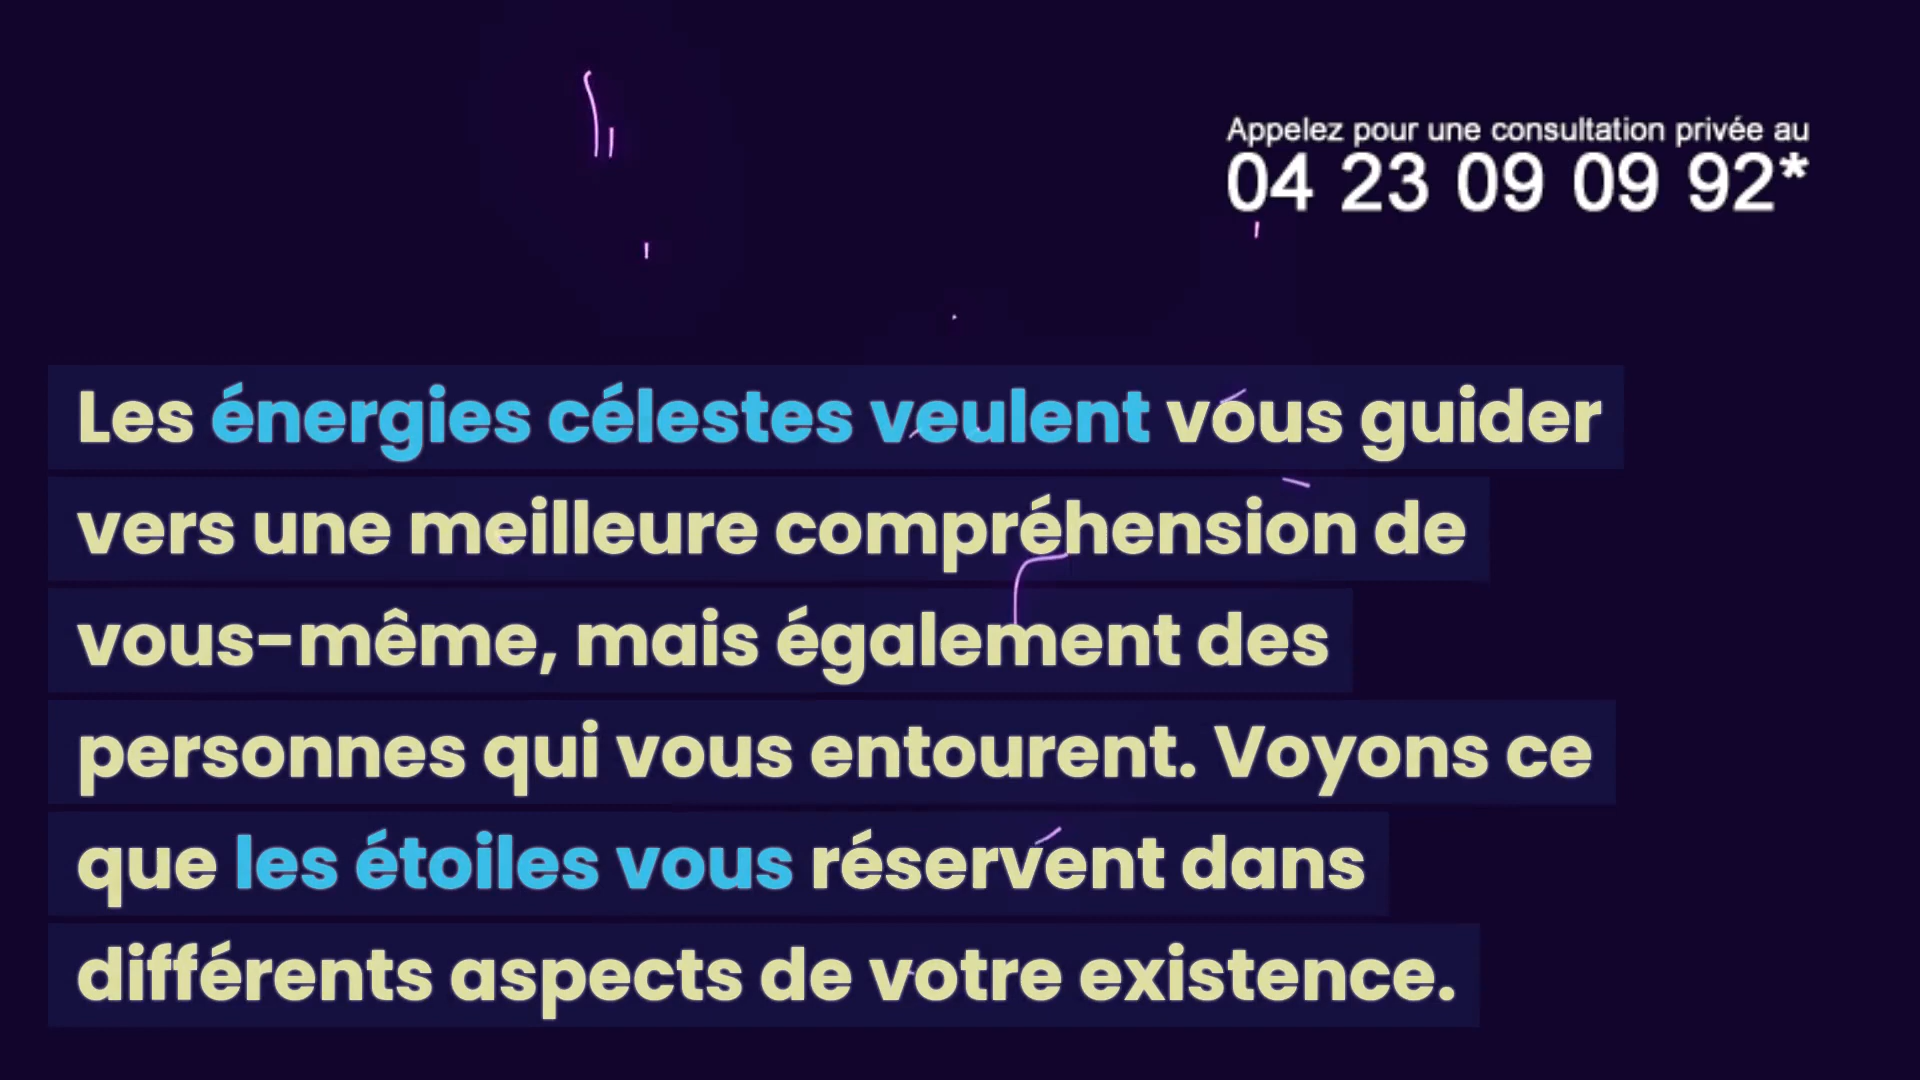 Appelez pour une consultation privée au
04 23 09 09 92*
Les énergies célestes veulent vous guider
vers une meilleure compréhension de
vous-même, mais également des
personnes qui vous entourent. Voyons ce
que les étoiles vous réservent dans
différents aspects de votre existence.